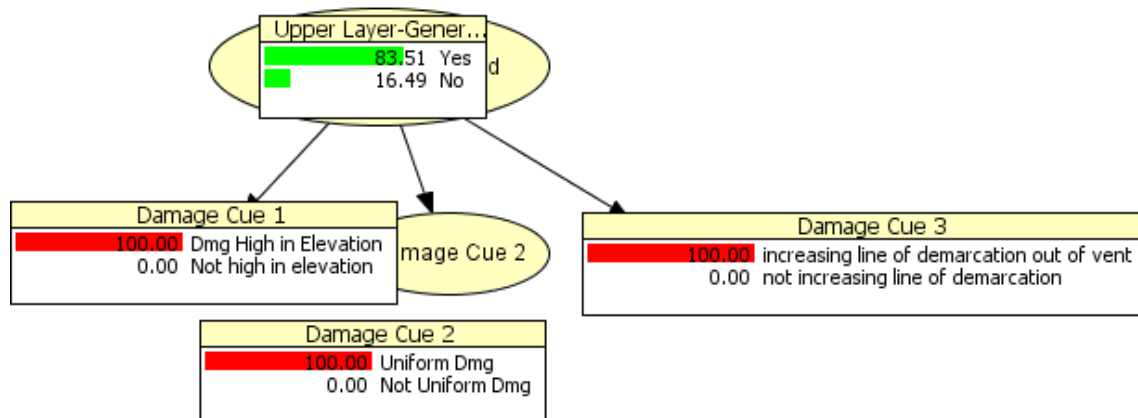 Upper Layer-Gener...
83.51 Yes
16.49 No
d
Damage Cue 1
100.00 Dmg High in Elevation
0.00 Not high in elevation
mage Cue 2
Damage Cue 3
100.00 increasing line of demarcation out of vent
0.00 not increasing line of demarcation
Damage Cue 2
100.00 Uniform Dmg
0.00 Not Uniform Dmg